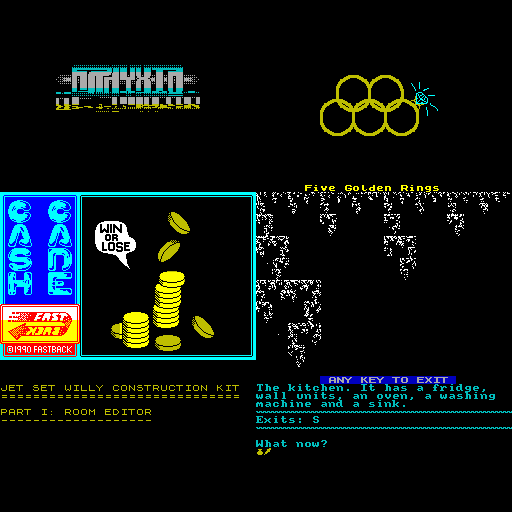 Five Golden Rings
CASH
CADE
WIN
OR
LOSE
FAST
BACK
©1990 FASTBACK
ANY KEY TO EXIT
JET SET WILLY CONSTRUCTION KIT
PART I: ROOM EDITOR
The kitchen. It has a fridge,
wall units, an oven, a washing
machine and a sink.
Exits: S
What now?